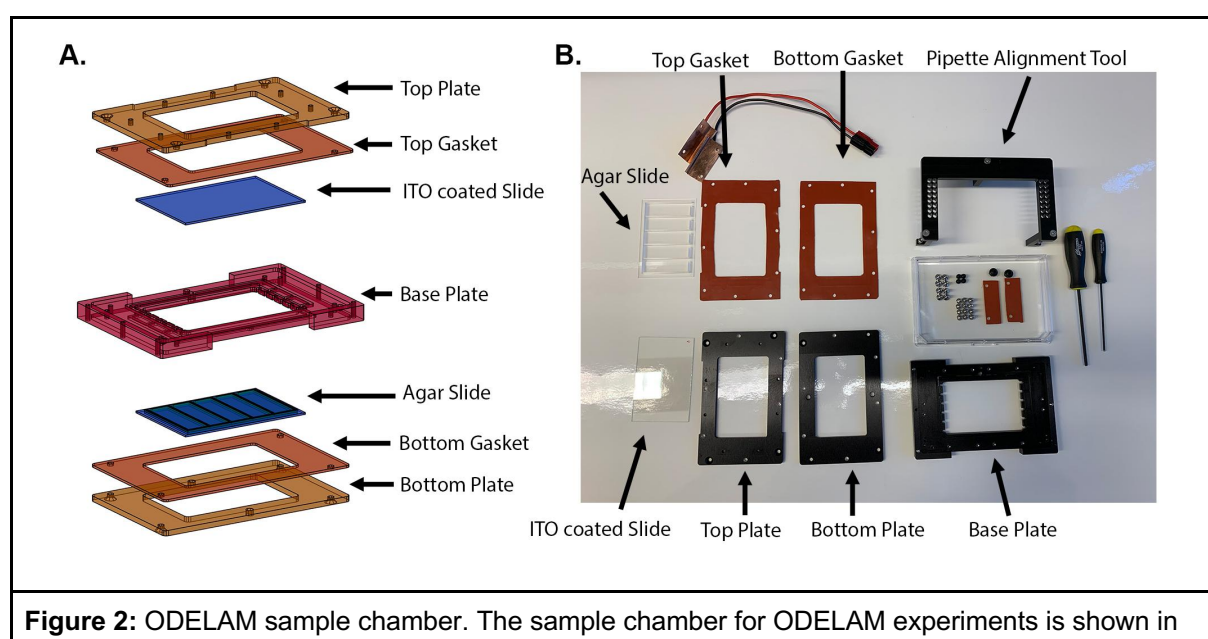 A.
Top Plate
Top Gasket
ITO coated Slide
Base Plate
Agar Slide
Bottom Gasket
Bottom Plate
B.
Top Gasket
Bottom Gasket
Pipette Alignment Tool
Agar Slide
ITO coated Slide
Top Plate
Bottom Plate
Base Plate
Figure 2: ODELAM sample chamber. The sample chamber for ODELAM experiments is shown in